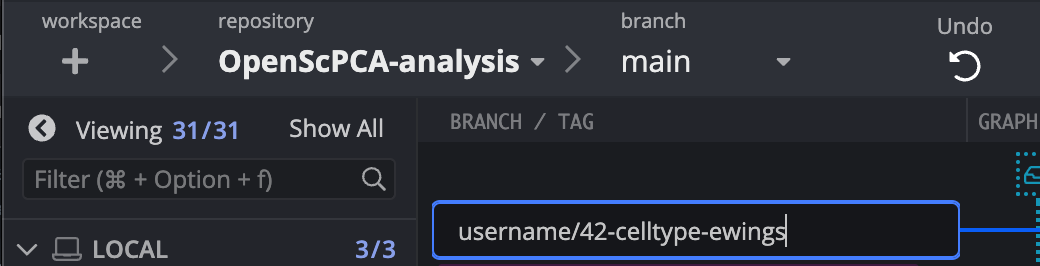 workspace
repository
branch
Undo
OpenScPCA-analysis
main
Viewing 31/31
Show All
BRANCH / TAG
GRAPH
Filter (⌘ + Option + f)
username/42-celltype-ewings
LOCAL
3/3